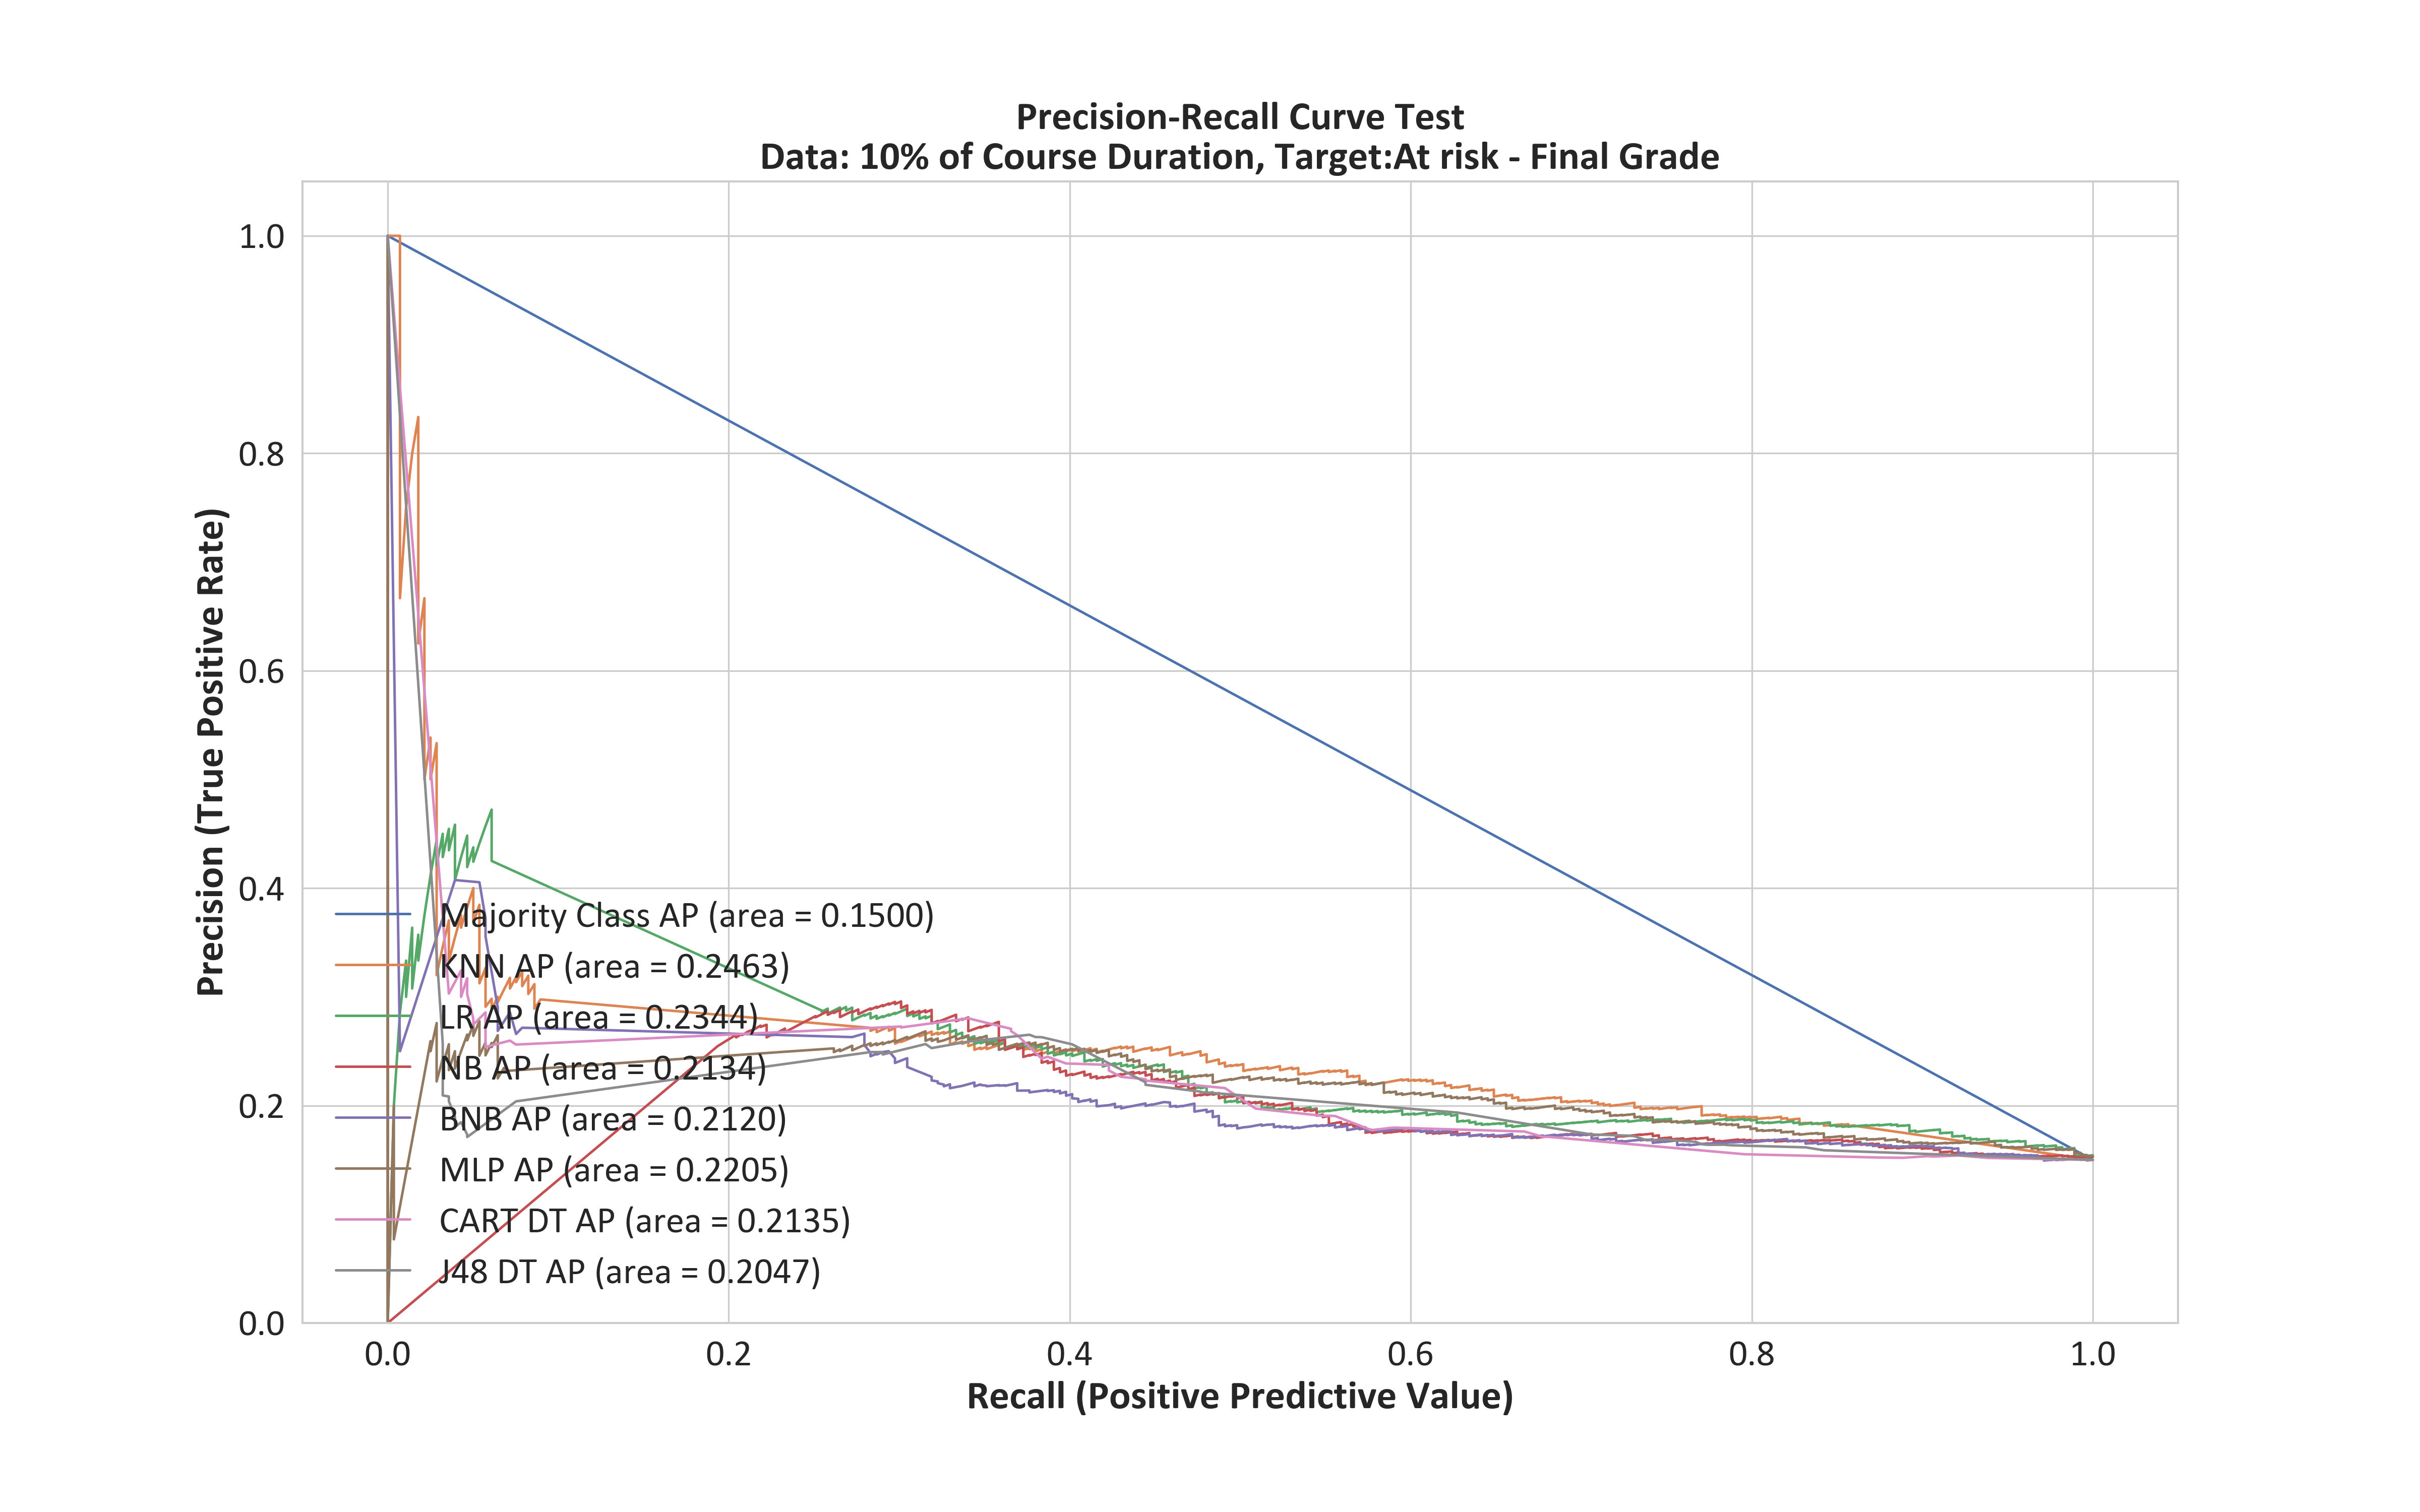 Precision-Recall Curve Test
Data: 10% of Course Duration, Target:At risk - Final Grade
Precision (True Positive Rate)
1.0
0.8
0.6
0.4
0.2
0.0
Majority Class AP (area = 0.1500)
KNN AP (area = 0.2463)
LR AP (area = 0.2344)
NB AP (area = 0.2134)
BNB AP (area = 0.2120)
MLP AP (area = 0.2205)
CART DT AP (area = 0.2135)
J48 DT AP (area = 0.2047)
0.0 0.2 0.4 0.6 0.8 1.0
Recall (Positive Predictive Value)